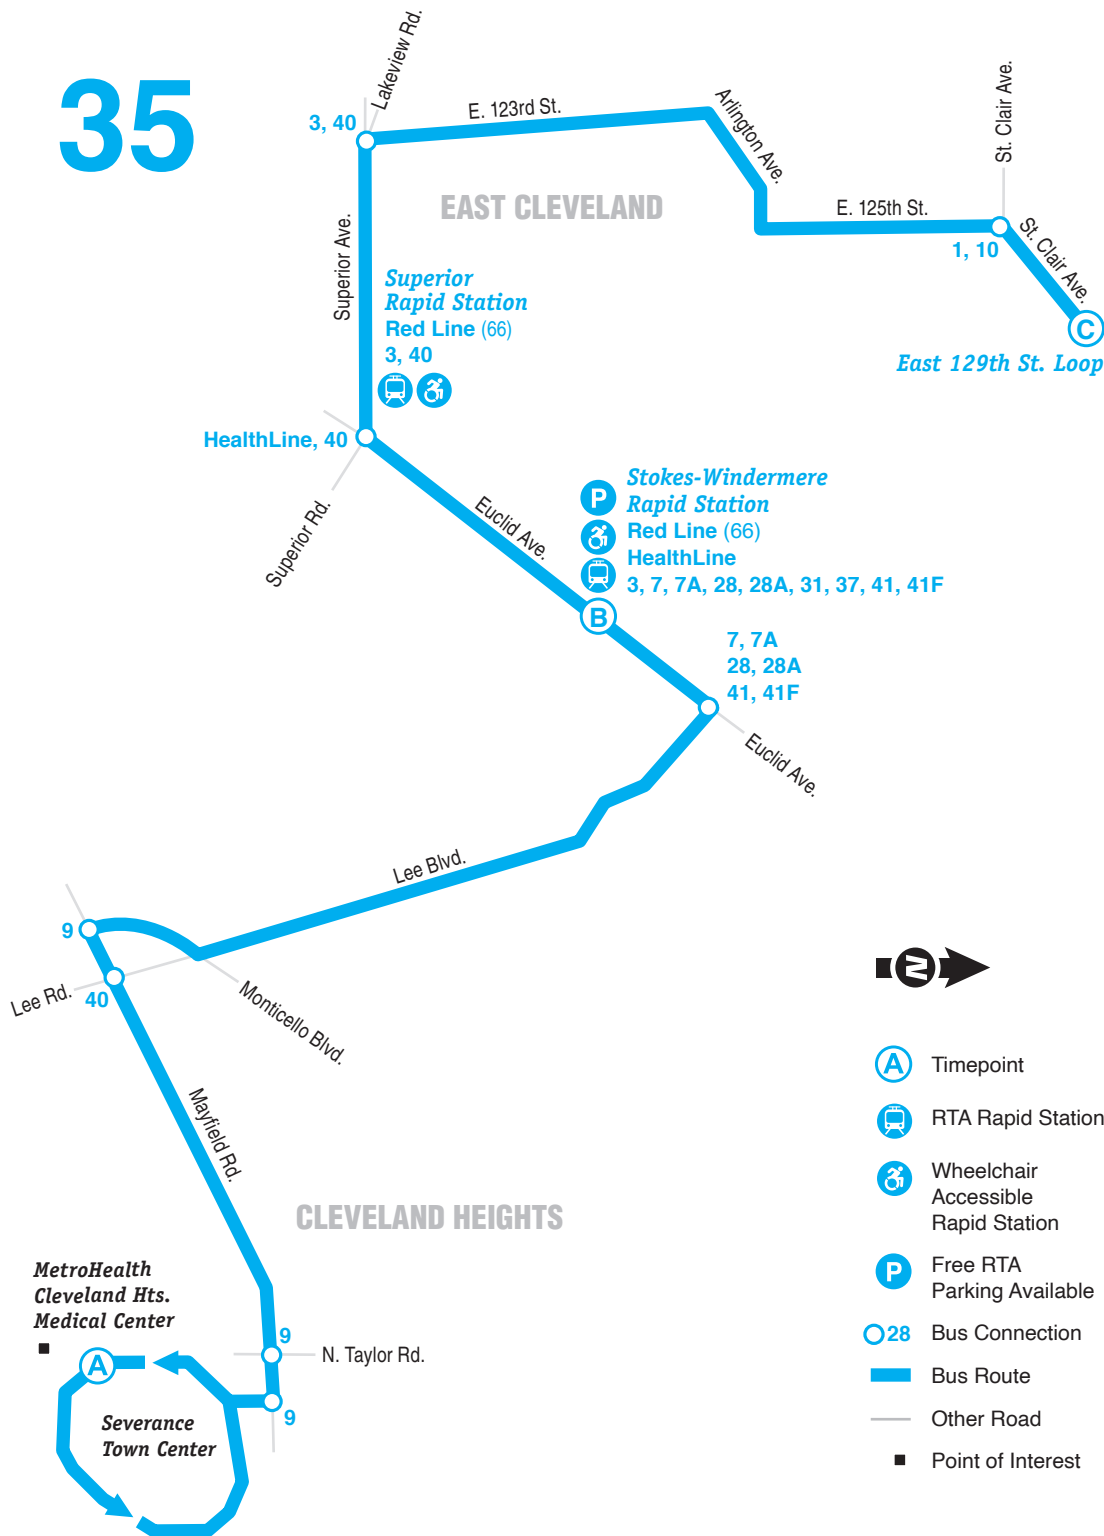 35
Lakeview Rd.
3, 40
E. 123rd St.
Arlington Ave.
St. Clair Ave.
EAST CLEVELAND
E. 125th St.
1, 10
St. Clair Ave.
C
East 129th St. Loop
Superior Ave.
Superior
Rapid Station
Red Line (66)
3, 40
HealthLine, 40
Superior Rd.
Euclid Ave.
P
Stokes-Windermere
Rapid Station
Red Line (66)
HealthLine
3, 7, 7A, 28, 28A, 31, 37, 41, 41F
B
7, 7A
28, 28A
41, 41F
Euclid Ave.
Lee Blvd.
9
Lee Rd.
40
Monticello Blvd.
Mayfield Rd.
CLEVELAND HEIGHTS
MetroHealth
Cleveland Hts.
Medical Center
9
N. Taylor Rd.
A
9
Severance
Town Center
N
A Timepoint
RTA Rapid Station
Wheelchair
Accessible
Rapid Station
P Free RTA
Parking Available
28 Bus Connection
Bus Route
Other Road
Point of Interest